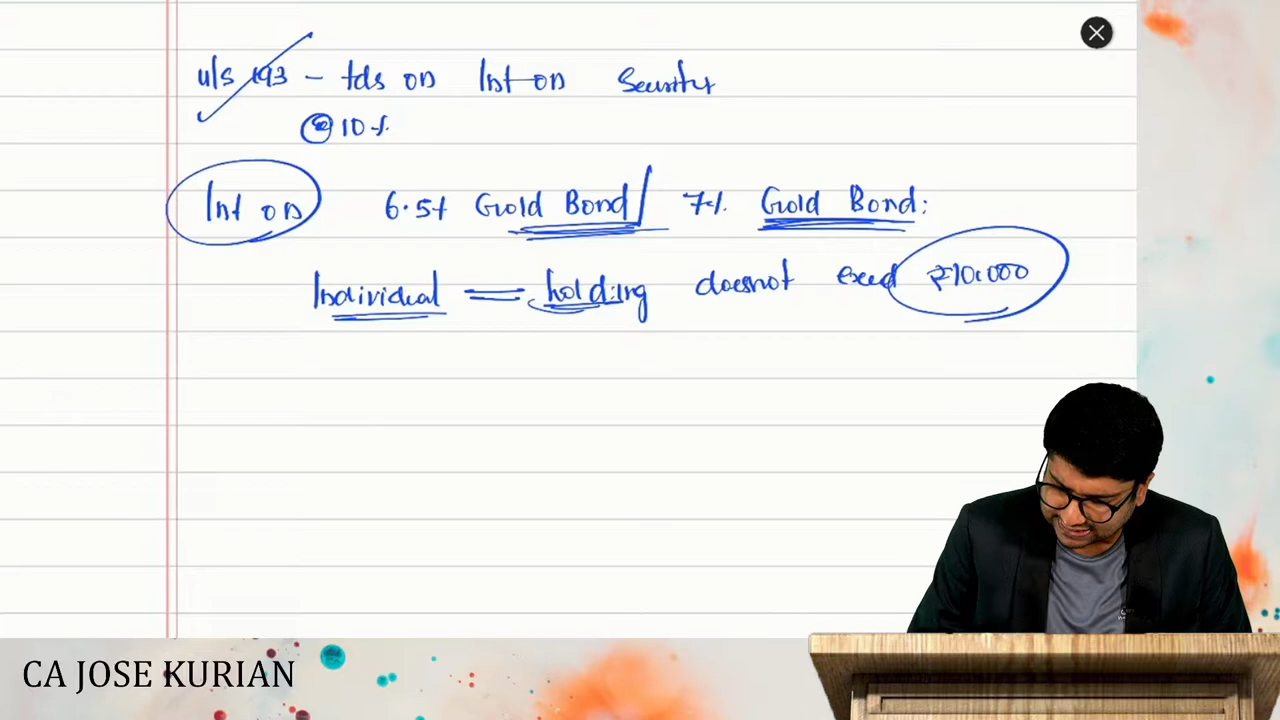 u/s 193 - tds on Int on Security
@ 10%
Int on 6.5% Gold Bond / 7% Gold Bond:
Individual = holding doesnot exceed ₹10,000
CA JOSE KURIAN